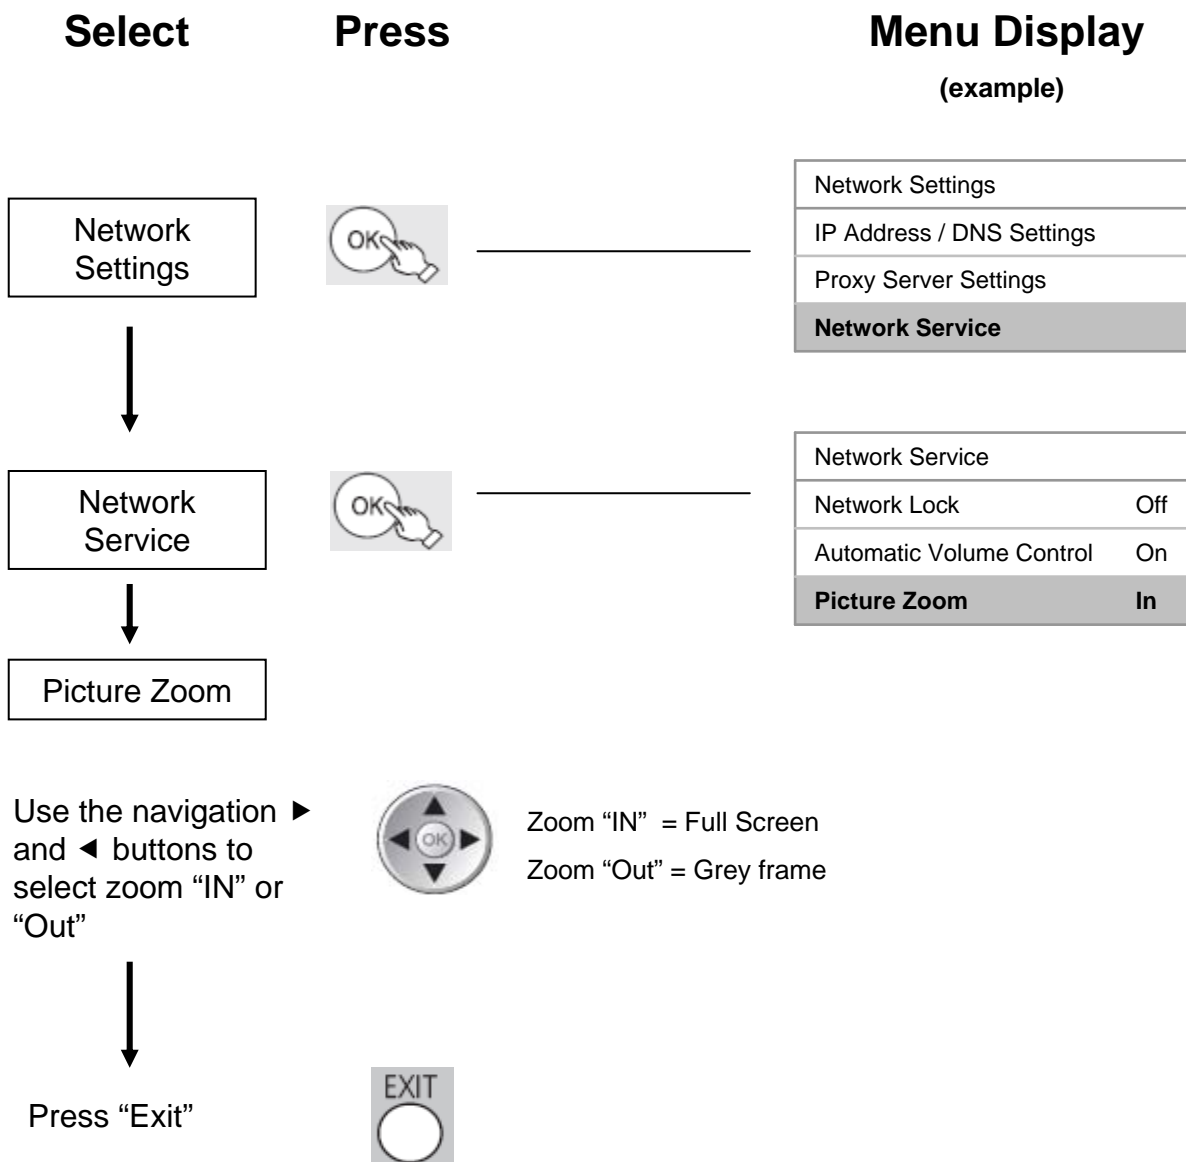 Select Press Menu Display
(example)
Network
Settings
OK
Network Settings
IP Address / DNS Settings
Proxy Server Settings
Network Service
Network
Service
OK
Network Service
Network Lock Off
Automatic Volume Control On
Picture Zoom In
Picture Zoom
Use the navigation ►
and ◄ buttons to
select zoom “IN” or
“Out”
OK
Zoom “IN” = Full Screen
Zoom “Out” = Grey frame
Press “Exit”
EXIT